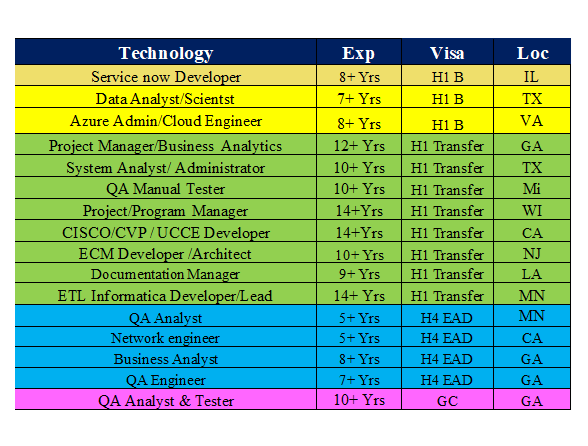 Technology Exp Visa Loc
Service now Developer 8+ Yrs H1 B IL
Data Analyst/Scientst 7+ Yrs H1 B TX
Azure Admin/Cloud Engineer 8+ Yrs H1 B VA
Project Manager/Business Analytics 12+ Yrs H1 Transfer GA
System Analyst/ Administrator 10+ Yrs H1 Transfer TX
QA Manual Tester 10+ Yrs H1 Transfer Mi
Project/Program Manager 14+Yrs H1 Transfer WI
CISCO/CVP / UCCE Developer 14+Yrs H1 Transfer CA
ECM Developer /Architect 10+ Yrs H1 Transfer NJ
Documentation Manager 9+ Yrs H1 Transfer LA
ETL Informatica Developer/Lead 14+ Yrs H1 Transfer MN
QA Analyst 5+ Yrs H4 EAD MN
Network engineer 5+ Yrs H4 EAD CA
Business Analyst 8+ Yrs H4 EAD GA
QA Engineer 7+ Yrs H4 EAD GA
QA Analyst & Tester 10+ Yrs GC GA